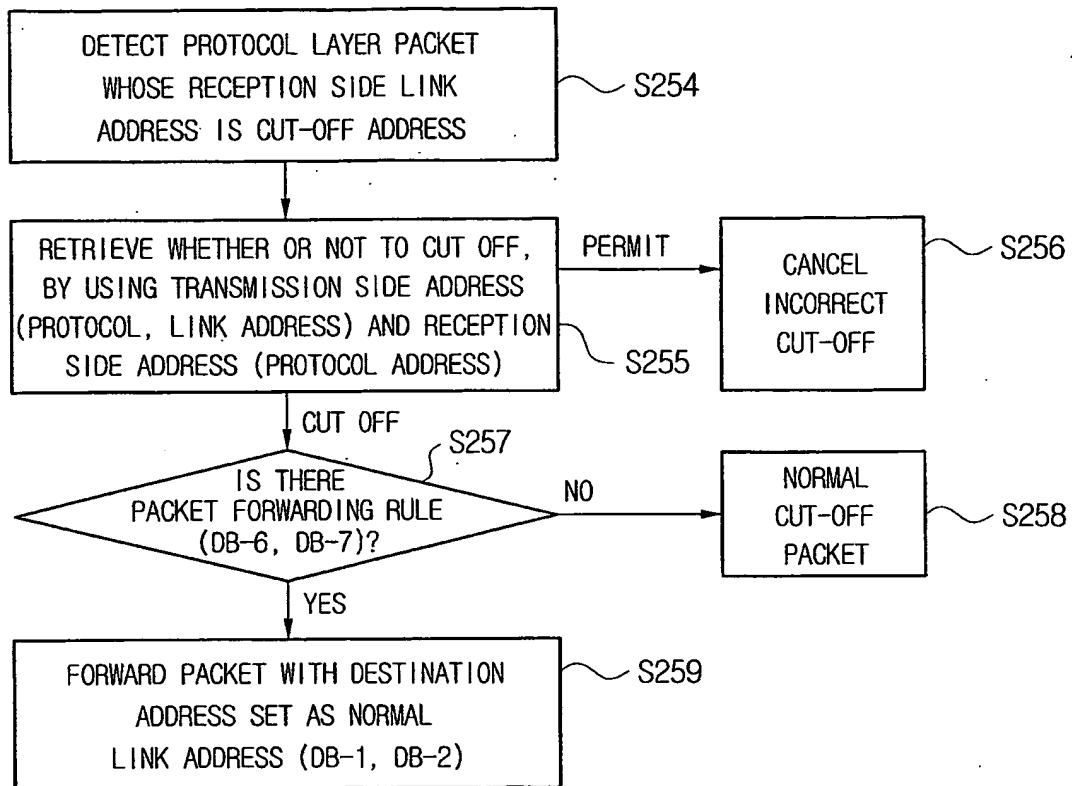 DETECT PROTOCOL LAYER PACKET
WHOSE RECEPTION SIDE LINK
ADDRESS IS CUT-OFF ADDRESS
S254
RETRIEVE WHETHER OR NOT TO CUT OFF,
BY USING TRANSMISSION SIDE ADDRESS
(PROTOCOL, LINK ADDRESS) AND RECEPTION
SIDE ADDRESS (PROTOCOL ADDRESS)
S255
PERMIT
CANCEL
INCORRECT
CUT-OFF
S256
CUT OFF
S257
IS THERE
PACKET FORWARDING RULE
(DB-6, DB-7)?
NO
NORMAL
CUT-OFF
PACKET
S258
YES
FORWARD PACKET WITH DESTINATION
ADDRESS SET AS NORMAL
LINK ADDRESS (DB-1, DB-2)
S259